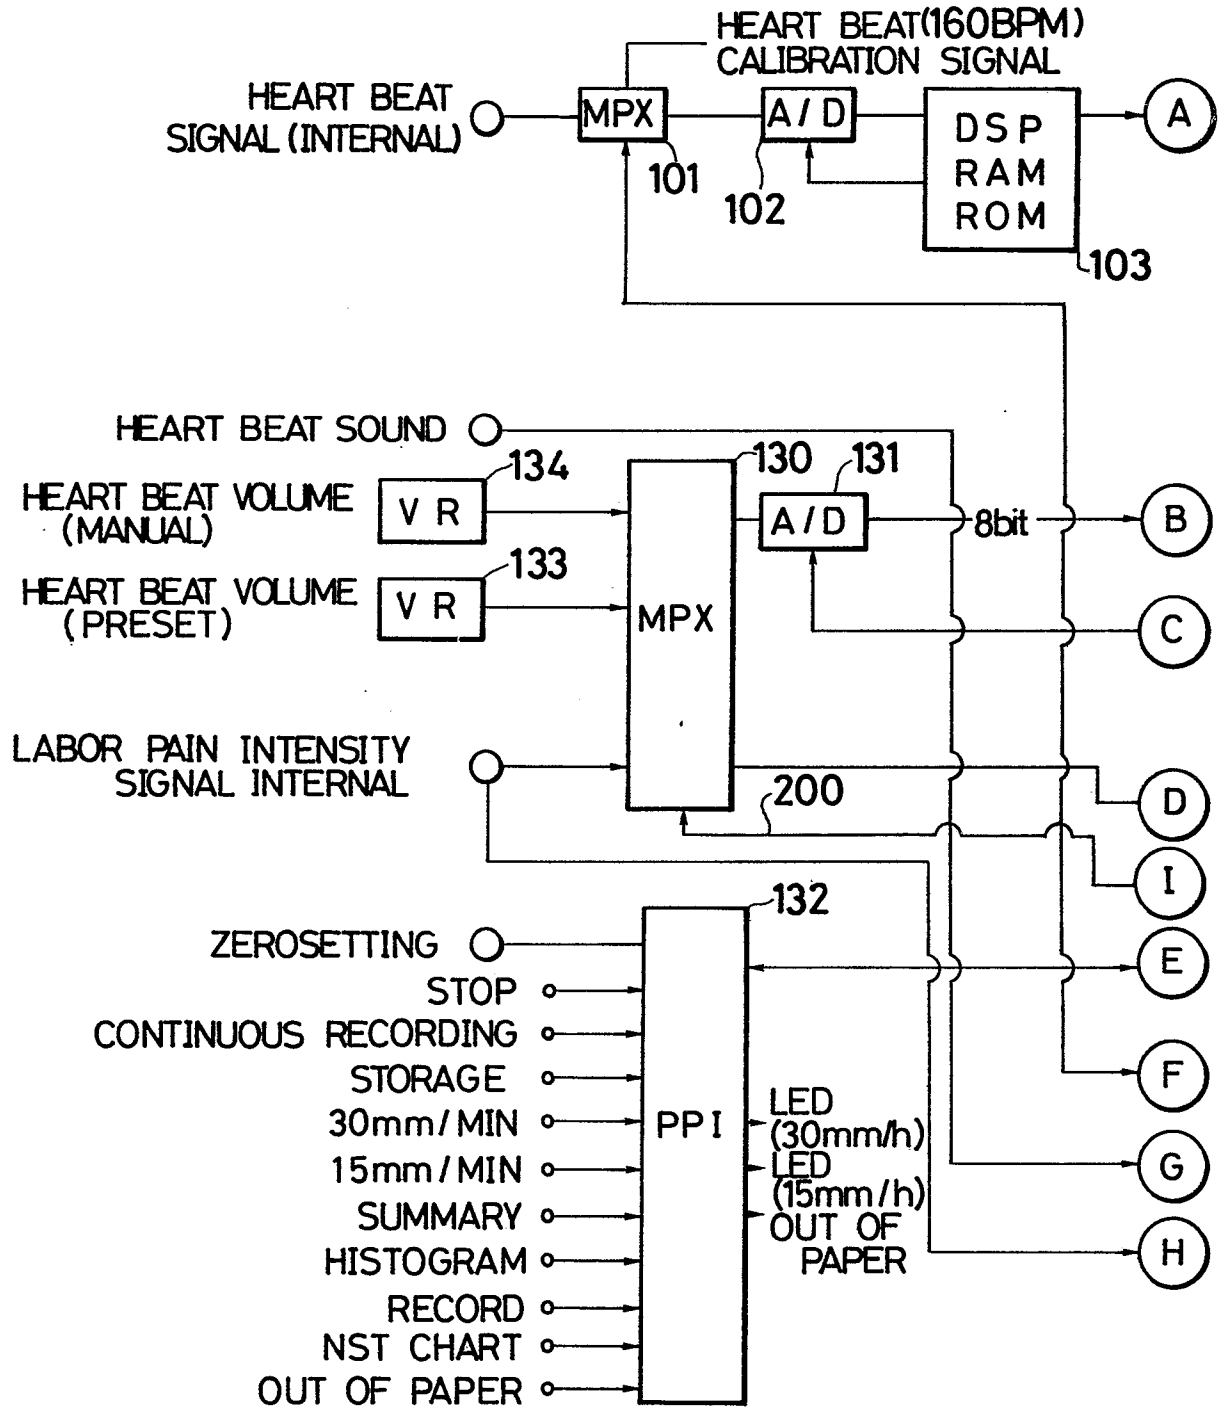 HEART BEAT(160BPM)
CALIBRATION SIGNAL
HEART BEAT
SIGNAL (INTERNAL)
MPX
A/D
DSP
RAM
ROM
A
101
102
103
HEART BEAT SOUND
134
130
131
HEART BEAT VOLUME
(MANUAL)
VR
A/D
8bit
B
133
HEART BEAT VOLUME
(PRESET)
VR
MPX
C
LABOR PAIN INTENSITY
SIGNAL INTERNAL
200
D
I
132
ZEROSETTING
E
STOP
CONTINUOUS RECORDING
STORAGE
F
30mm/MIN
PPI
LED
(30mm/h)
15mm/MIN
LED
(15mm/h)
G
SUMMARY
OUT OF
PAPER
HISTOGRAM
H
RECORD
NST CHART
OUT OF PAPER